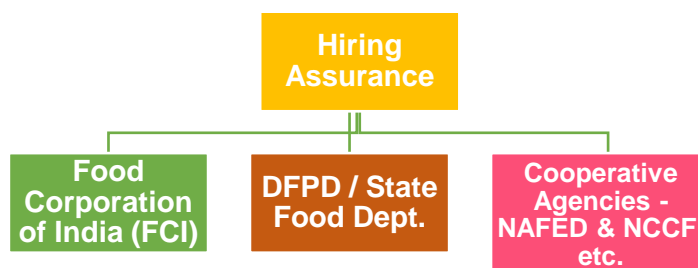 Hiring
Assurance
Food
Corporation
of India (FCI)
DFPD / State
Food Dept.
Cooperative
Agencies -
NAFED & NCCF
etc.